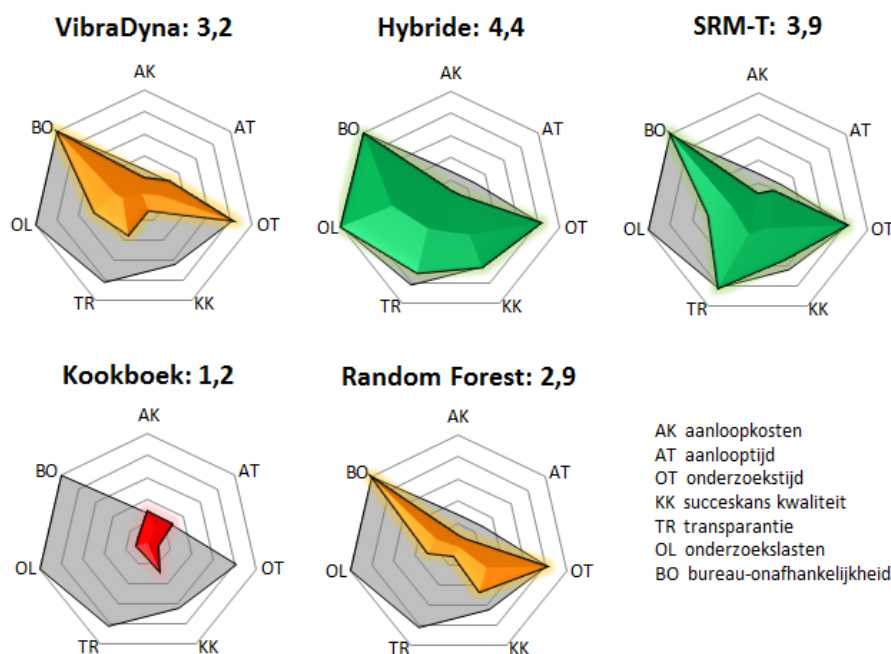 VibraDyna: 3,2
Hybride: 4,4
SRM-T: 3,9
AK
AK
AK
BO
AT
BO
AT
BO
AT
OL
OT
OL
OT
OL
OT
TR
KK
TR
KK
TR
KK
Kookboek: 1,2
Random Forest: 2,9
AK
AK
BO
AT
BO
AT
OL
OT
OL
OT
TR
KK
TR
KK
AK aanloopkosten
AT aanlooptijd
OT onderzoekstijd
KK succeskans kwaliteit
TR transparantie
OL onderzoekslasten
BO bureau-onafhankelijkheid